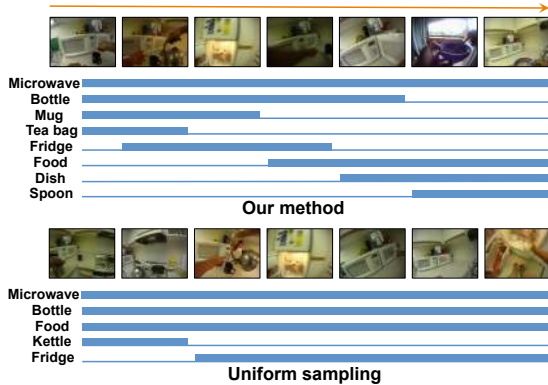 Microwave
Bottle
Mug
Tea bag
Fridge
Food
Dish
Spoon
Our method
Microwave
Bottle
Food
Kettle
Fridge
Uniform sampling